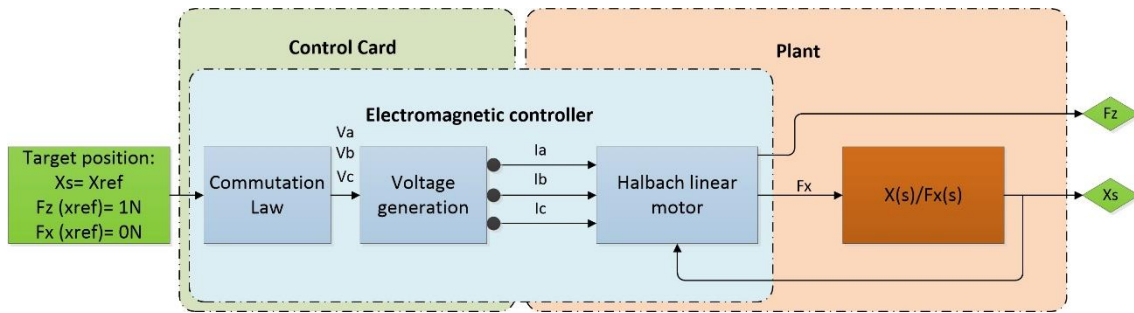 Control Card
Plant
Electromagnetic controller
Target position:
Xs= Xref
Fz (xref)= 1N
Fx (xref)= 0N
Commutation
Law
Va
Vb
Vc
Voltage
generation
Ia
Ib
Ic
Halbach linear
motor
Fx
X(s)/Fx(s)
Fz
Xs